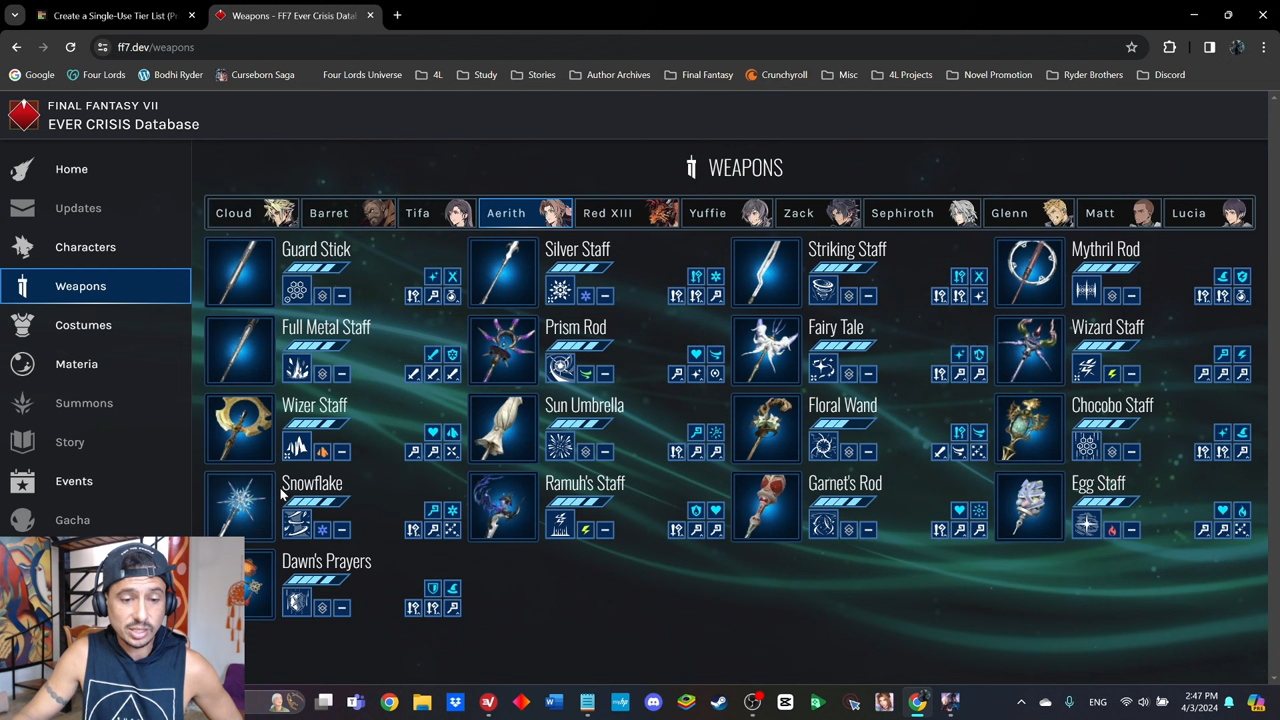 Create a Single-Use Tier List (Pr
Weapons - FF7 Ever Crisis Datab
ff7.dev/weapons
Google
Four Lords
Bodhi Ryder
Curseborn Saga
Four Lords Universe
4L
Study
Stories
Author Archives
Final Fantasy
Crunchyroll
Misc
4L Projects
Novel Promotion
Ryder Brothers
Discord
FINAL FANTASY VII
EVER CRISIS Database
Home
Updates
Characters
Weapons
Costumes
Materia
Summons
Story
Events
Gacha
WEAPONS
Cloud
Barret
Tifa
Aerith
Red XIII
Yuffie
Zack
Sephiroth
Glenn
Matt
Lucia
Guard Stick
Silver Staff
Striking Staff
Mythril Rod
Full Metal Staff
Prism Rod
Fairy Tale
Wizard Staff
Wizer Staff
Sun Umbrella
Floral Wand
Chocobo Staff
Snowflake
Ramuh's Staff
Garnet's Rod
Egg Staff
Dawn's Prayers
ENG
2:47 PM
4/3/2024